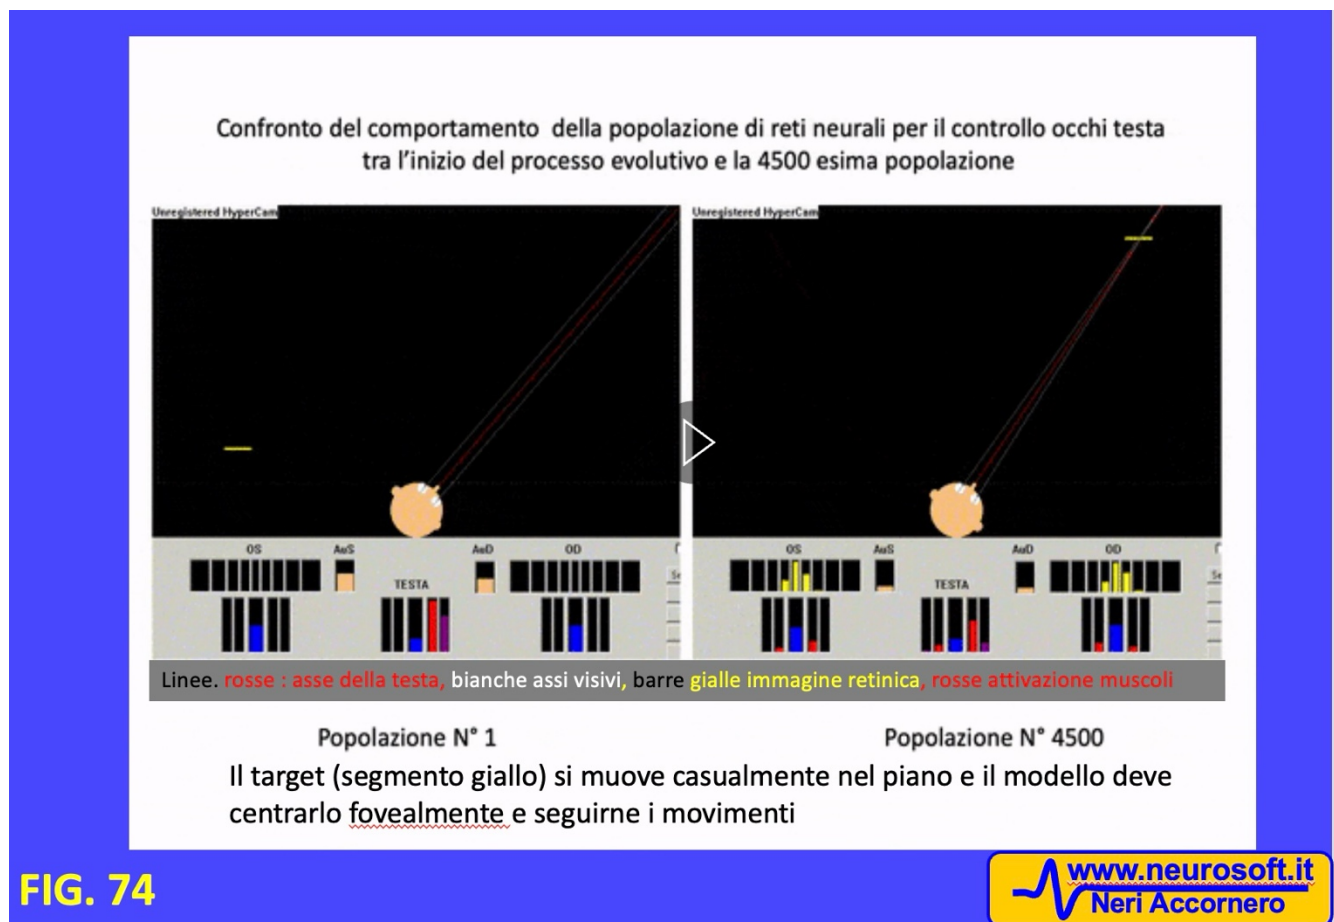 Confronto del comportamento della popolazione di reti neurali per il controllo occhi testa
tra l'inizio del processo evolutivo e la 4500 esima popolazione
Unregistered HyperCam
Unregistered HyperCam
OS AuS AuD OD
TESTA
OS AuS AuD OD
TESTA
Linee. rosse : asse della testa, bianche assi visivi, barre gialle immagine retinica, rosse attivazione muscoli
Popolazione N° 1
Popolazione N° 4500
Il target (segmento giallo) si muove casualmente nel piano e il modello deve
centrarlo fovealmente e seguirne i movimenti
FIG. 74
www.neurosoft.it
Neri Accornero